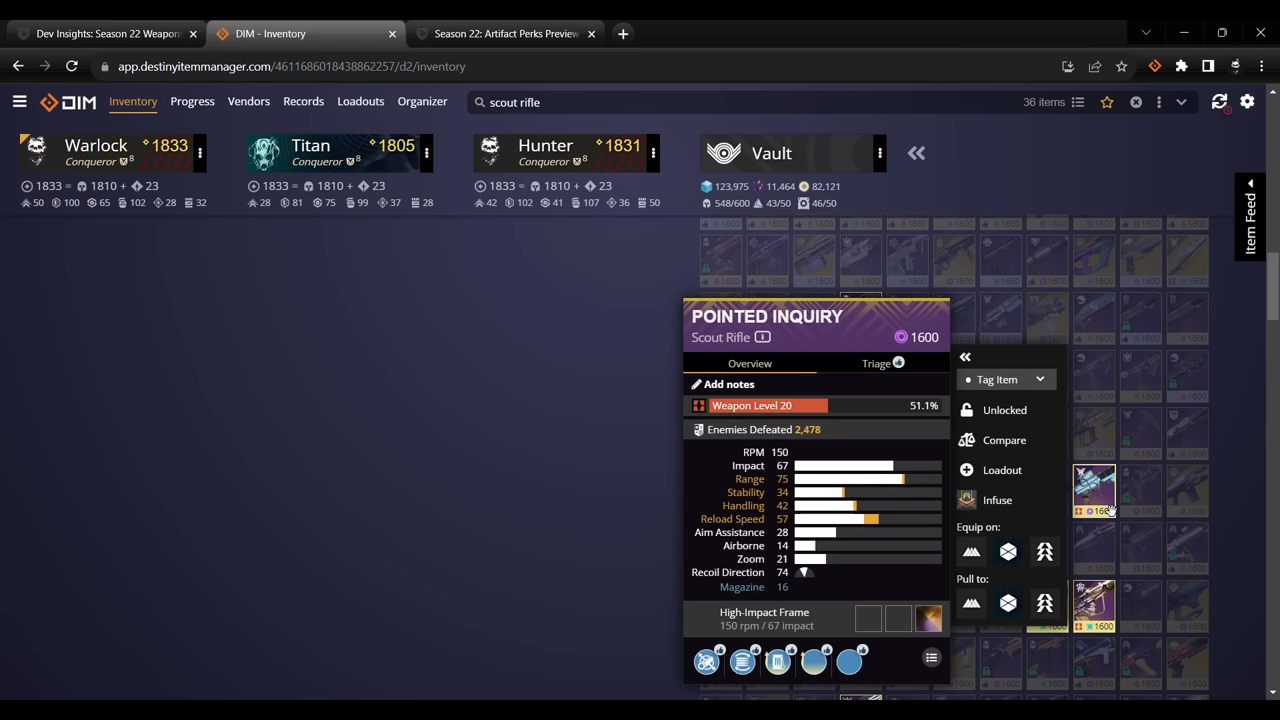 Dev Insights: Season 22 Weapon
DIM - Inventory
Season 22: Artifact Perks Preview
app.destinyitemmanager.com/4611686018438862257/d2/inventory
DIM
Inventory
Progress
Vendors
Records
Loadouts
Organizer
scout rifle
36 items
Warlock 1833
Conqueror 8
Titan 1805
Conqueror 8
Hunter 1831
Conqueror 8
Vault
1833 = 1810 + 23
1833 = 1810 + 23
1833 = 1810 + 23
123,975 11,464 82,121
50 100 65 102 28 32
28 81 75 99 37 28
42 102 41 107 36 50
548/600 43/50 46/50
Item Feed
POINTED INQUIRY
Scout Rifle
1600
Overview
Triage
Add notes
Weapon Level 20 51.1%
Enemies Defeated 2,478
RPM 150
Impact 67
Range 75
Stability 34
Handling 42
Reload Speed 57
Aim Assistance 28
Airborne 14
Zoom 21
Recoil Direction 74
Magazine 16
High-Impact Frame
150 rpm / 67 impact
Tag Item
Unlocked
Compare
Loadout
Infuse
Equip on:
Pull to: